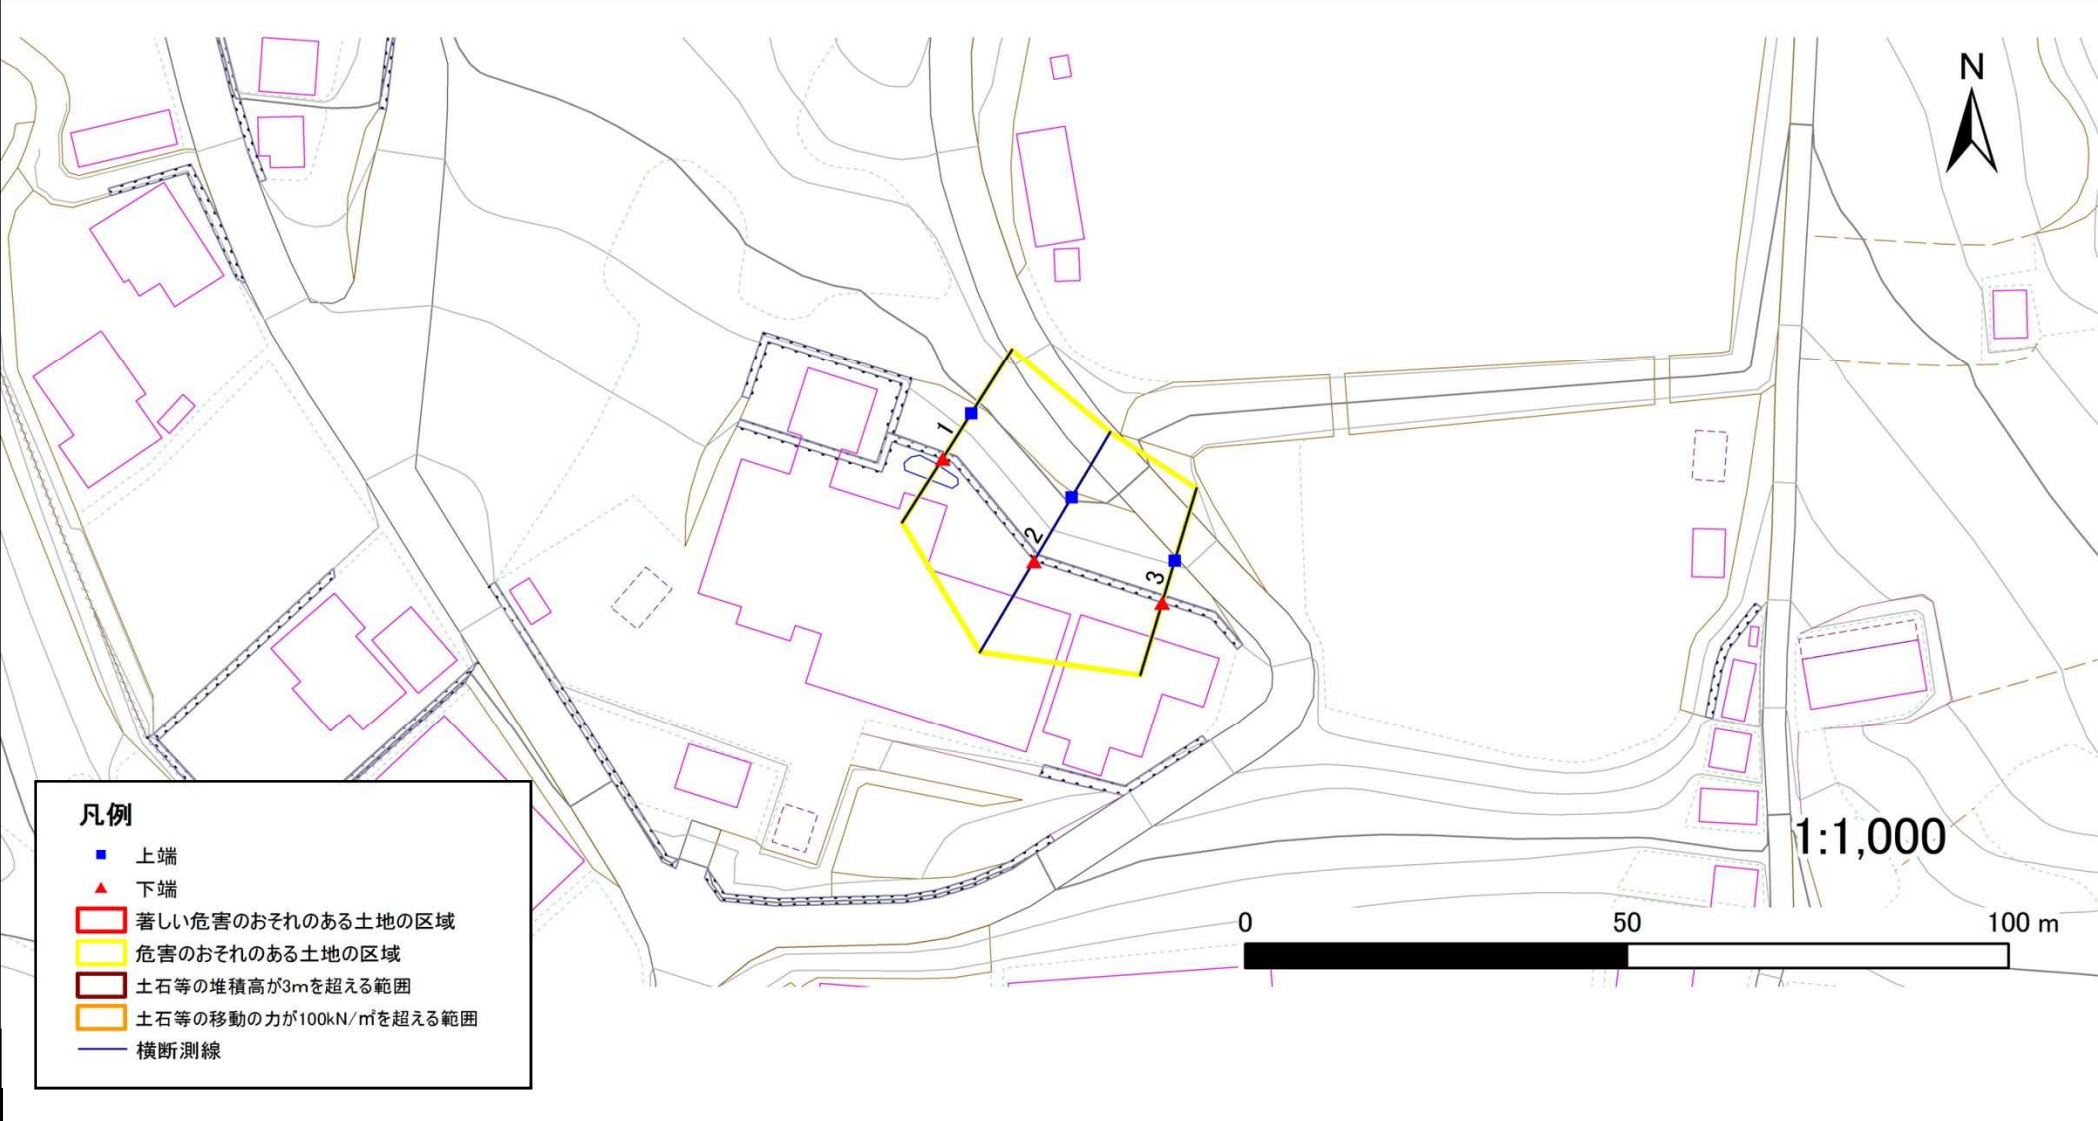 N
1
2
3
1:1,000
0 50 100 m
凡例
上端
下端
著しい危害のおそれのある土地の区域
危害のおそれのある土地の区域
土石等の堆積高が3mを超える範囲
土石等の移動の力が100kN/㎡を超える範囲
横断測線